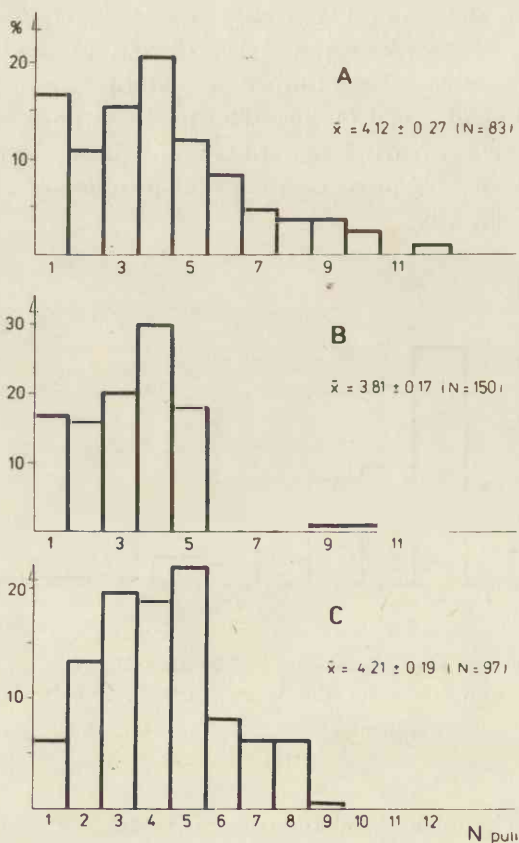 %
20
10
A
x̄ = 4.12 ± 0.27 (N = 83)
1 3 5 7 9 11
30
20
10
B
x̄ = 3.81 ± 0.17 (N = 150)
1 3 5 7 9 11
20
10
C
x̄ = 4.21 ± 0.19 (N = 97)
1 2 3 4 5 6 7 8 9 10 11 12
N pull